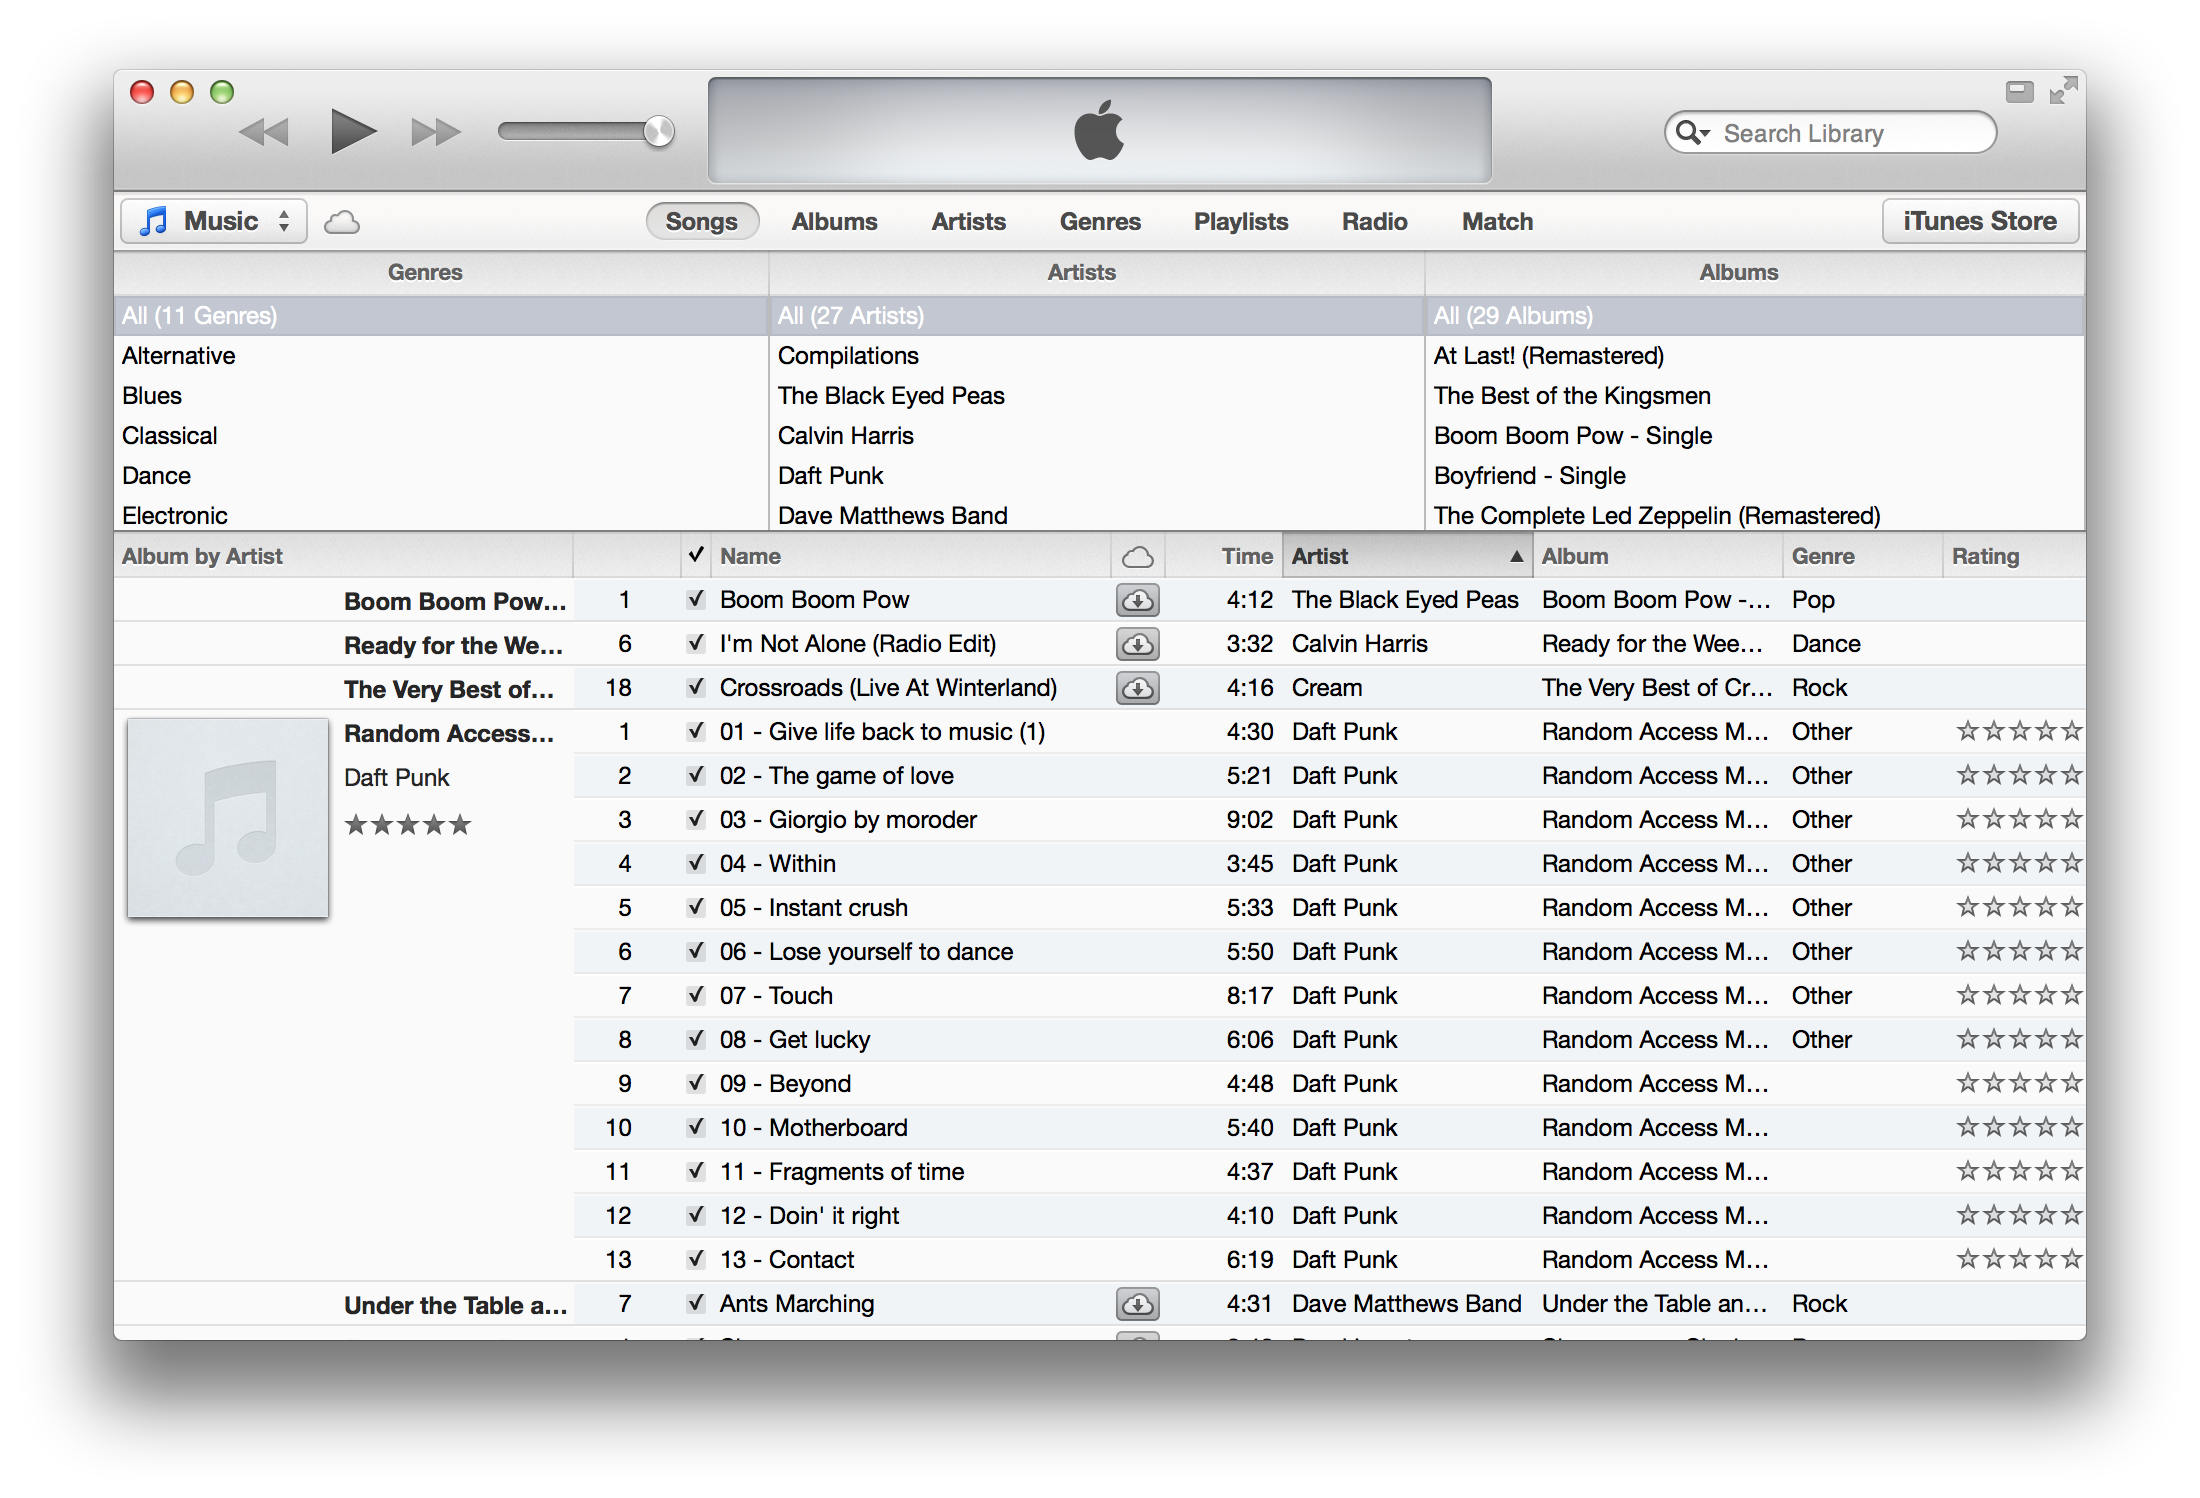 Search Library
Music Songs Albums Artists Genres Playlists Radio Match iTunes Store
Genres Artists Albums
All (11 Genres) All (27 Artists) All (29 Albums)
Alternative Compilations At Last! (Remastered)
Blues The Black Eyed Peas The Best of the Kingsmen
Classical Calvin Harris Boom Boom Pow - Single
Dance Daft Punk Boyfriend - Single
Electronic Dave Matthews Band The Complete Led Zeppelin (Remastered)
Album by Artist ✓ Name Time Artist ▲ Album Genre Rating
Boom Boom Pow... 1 ✓ Boom Boom Pow 4:12 The Black Eyed Peas Boom Boom Pow -... Pop
Ready for the We... 6 ✓ I'm Not Alone (Radio Edit) 3:32 Calvin Harris Ready for the Wee... Dance
The Very Best of... 18 ✓ Crossroads (Live At Winterland) 4:16 Cream The Very Best of Cr... Rock
Random Access... 1 ✓ 01 - Give life back to music (1) 4:30 Daft Punk Random Access M... Other ☆☆☆☆☆
Daft Punk 2 ✓ 02 - The game of love 5:21 Daft Punk Random Access M... Other ☆☆☆☆☆
★★★★★ 3 ✓ 03 - Giorgio by moroder 9:02 Daft Punk Random Access M... Other ☆☆☆☆☆
4 ✓ 04 - Within 3:45 Daft Punk Random Access M... Other ☆☆☆☆☆
5 ✓ 05 - Instant crush 5:33 Daft Punk Random Access M... Other ☆☆☆☆☆
6 ✓ 06 - Lose yourself to dance 5:50 Daft Punk Random Access M... Other ☆☆☆☆☆
7 ✓ 07 - Touch 8:17 Daft Punk Random Access M... Other ☆☆☆☆☆
8 ✓ 08 - Get lucky 6:06 Daft Punk Random Access M... Other ☆☆☆☆☆
9 ✓ 09 - Beyond 4:48 Daft Punk Random Access M... ☆☆☆☆☆
10 ✓ 10 - Motherboard 5:40 Daft Punk Random Access M... ☆☆☆☆☆
11 ✓ 11 - Fragments of time 4:37 Daft Punk Random Access M... ☆☆☆☆☆
12 ✓ 12 - Doin' it right 4:10 Daft Punk Random Access M... ☆☆☆☆☆
13 ✓ 13 - Contact 6:19 Daft Punk Random Access M... ☆☆☆☆☆
Under the Table a... 7 ✓ Ants Marching 4:31 Dave Matthews Band Under the Table an... Rock